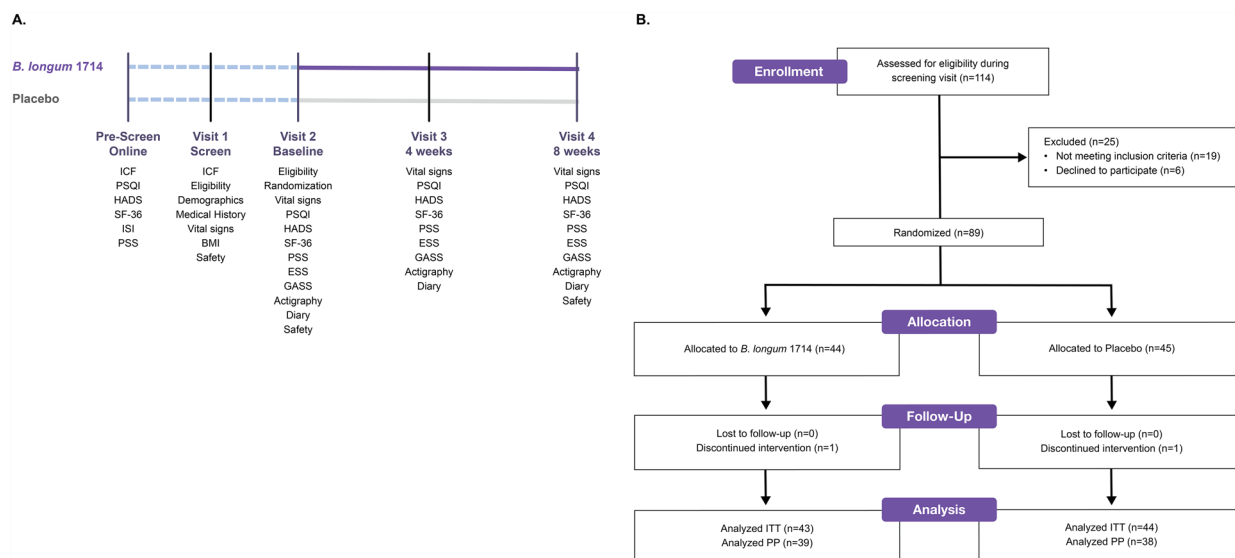 A.
B. longum 1714
Placebo
Pre-Screen
Online
ICF
PSQI
HADS
SF-36
ISI
PSS
Visit 1
Screen
ICF
Eligibility
Demographics
Medical History
Vital signs
BMI
Safety
Visit 2
Baseline
Eligibility
Randomization
Vital signs
PSQI
HADS
SF-36
PSS
ESS
GASS
Actigraphy
Diary
Safety
Visit 3
4 weeks
Vital signs
PSQI
HADS
SF-36
PSS
ESS
GASS
Actigraphy
Diary
Visit 4
8 weeks
Vital signs
PSQI
HADS
SF-36
PSS
ESS
GASS
Actigraphy
Diary
Safety
B.
Enrollment
Assessed for eligibility during
screening visit (n=114)
Excluded (n=25)
• Not meeting inclusion criteria (n=19)
• Declined to participate (n=6)
Randomized (n=89)
Allocation
Allocated to B. longum 1714 (n=44)
Allocated to Placebo (n=45)
Follow-Up
Lost to follow-up (n=0)
Discontinued intervention (n=1)
Lost to follow-up (n=0)
Discontinued intervention (n=1)
Analysis
Analyzed ITT (n=43)
Analyzed PP (n=39)
Analyzed ITT (n=44)
Analyzed PP (n=38)